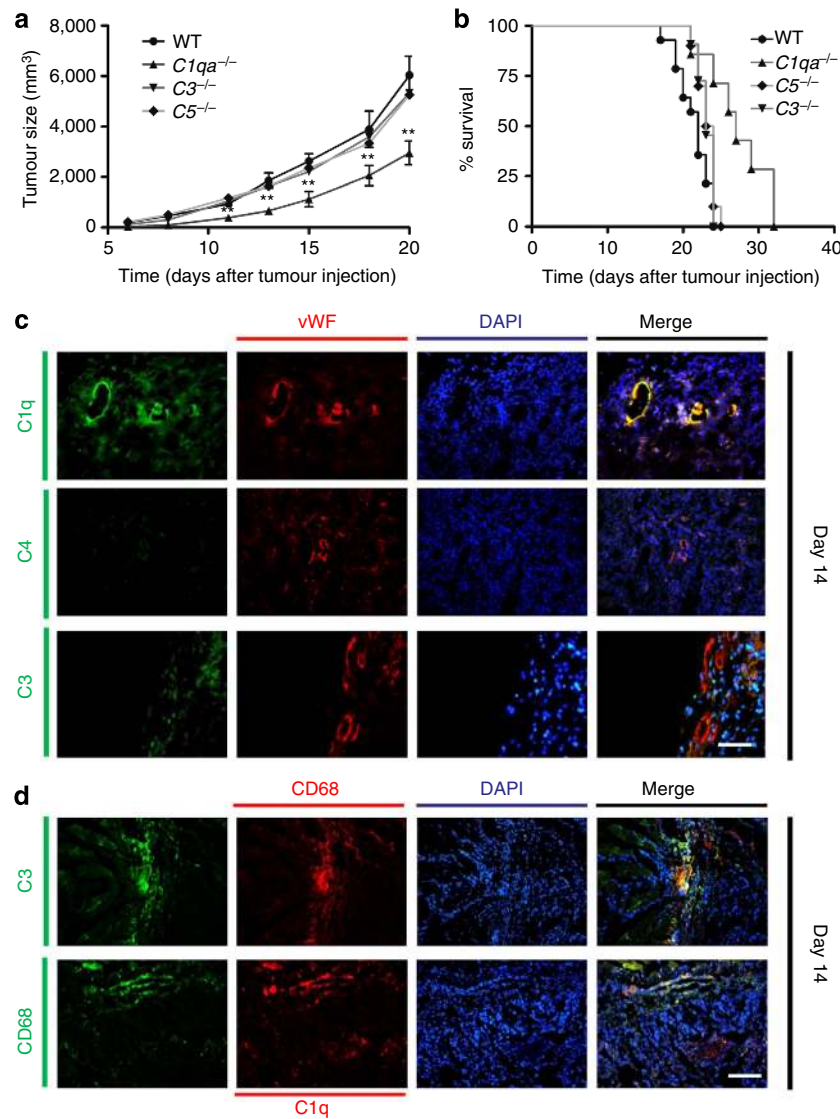 a
8,000
6,000
4,000
2,000
0
Tumour size (mm³)
WT
C1qa⁻/⁻
C3⁻/⁻
C5⁻/⁻
**
**
**
**
**
5
10
15
20
Time (days after tumour injection)
b
100
75
50
25
0
% survival
WT
C1qa⁻/⁻
C5⁻/⁻
C3⁻/⁻
0
10
20
30
40
Time (days after tumour injection)
c
vWF
DAPI
Merge
C1q
C4
C3
Day 14
d
CD68
DAPI
Merge
C3
CD68
Day 14
C1q